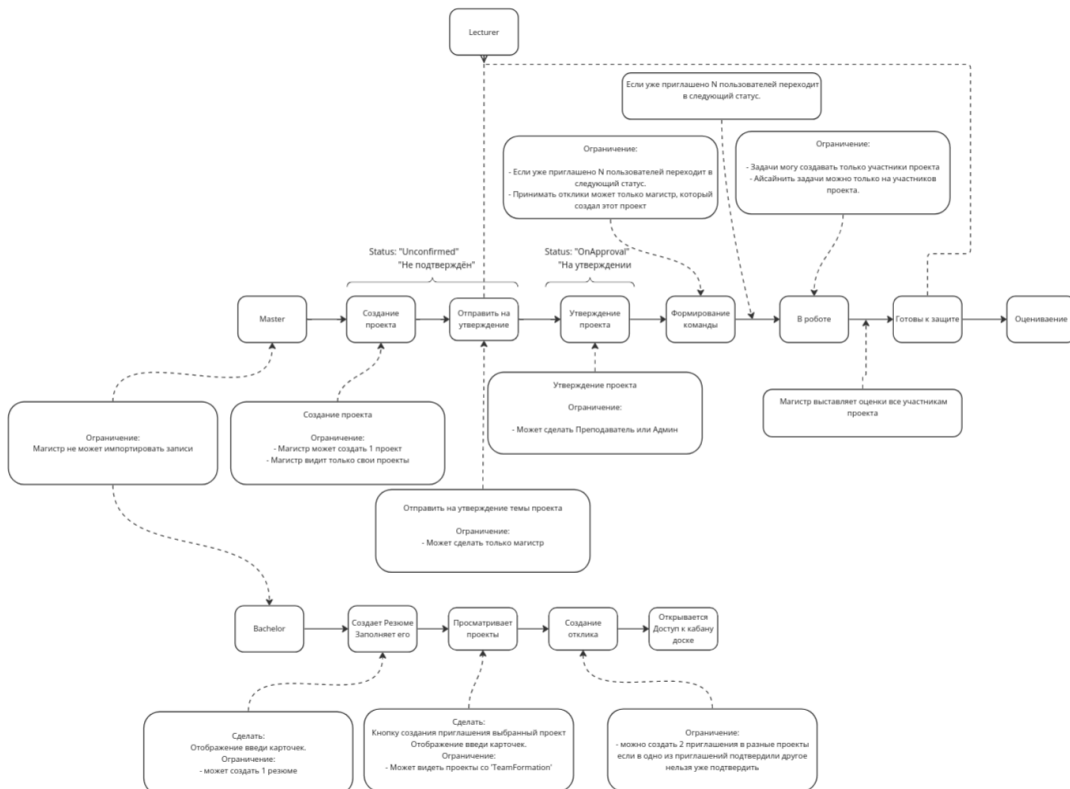 Lecturer
Если уже приглашено N пользователей переходит
в следующий статус.
Ограничение:
- Если уже приглашено N пользователей переходит в
следующий статус.
- Принимать отклики может только магистр, который
создал этот проект
Ограничение:
- Задачи могу создавать только участники проекта
- Айсайнить задачи можно только на участников
проекта.
Status: "Unconfirmed"
"Не подтверждён"
Status: "OnApproval"
"На утверждении
Master
Создание
проекта
Отправить на
утверждение
Утверждение
проекта
Формирование
команды
В роботе
Готовы к защите
Оцениваение
Ограничение:
Магистр не может импортировать записи
Создание проекта
Ограничение:
- Магистр может создать 1 проект
- Магистр видит только свои проекты
Утверждение проекта
Ограничение:
- Может сделать Преподаватель или Админ
Магистр выставляет оценки все участникам
проекта
Отправить на утверждение темы проекта
Ограничение:
- Может сделать только магистр
Bachelor
Создает Резюме
Заполняет его
Просматривает
проекты
Создание
отклика
Открывается
Доступ к кабану
доске
Сделать:
Отображение введи карточек.
Ограничение:
- может создать 1 резюме
Сделать:
Кнопку создания приглашения выбранный проект
Отображение введи карточек.
Ограничение:
- Может видеть проекты со 'TeamFormation'
Ограничение:
- можно создать 2 приглашения в разные проекты
если в одно из приглашений подтвердили другое
нельзя уже подтвердить